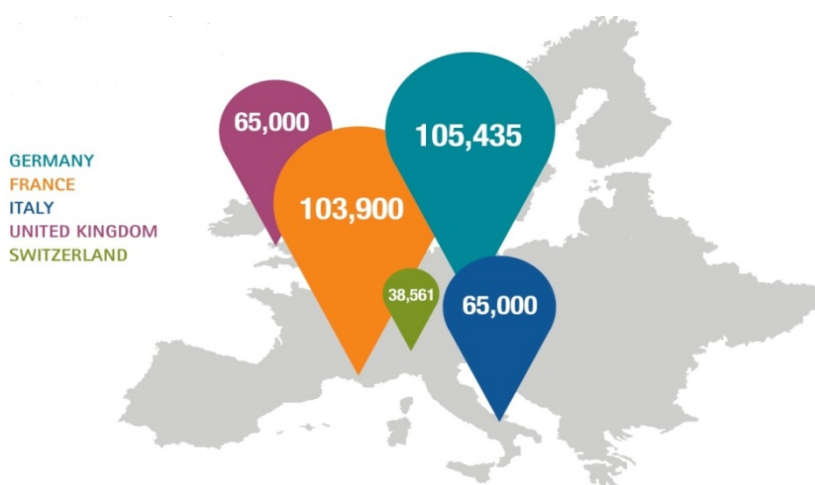 65,000
105,435
GERMANY
FRANCE
ITALY
UNITED KINGDOM
SWITZERLAND
103,900
38,561
65,000